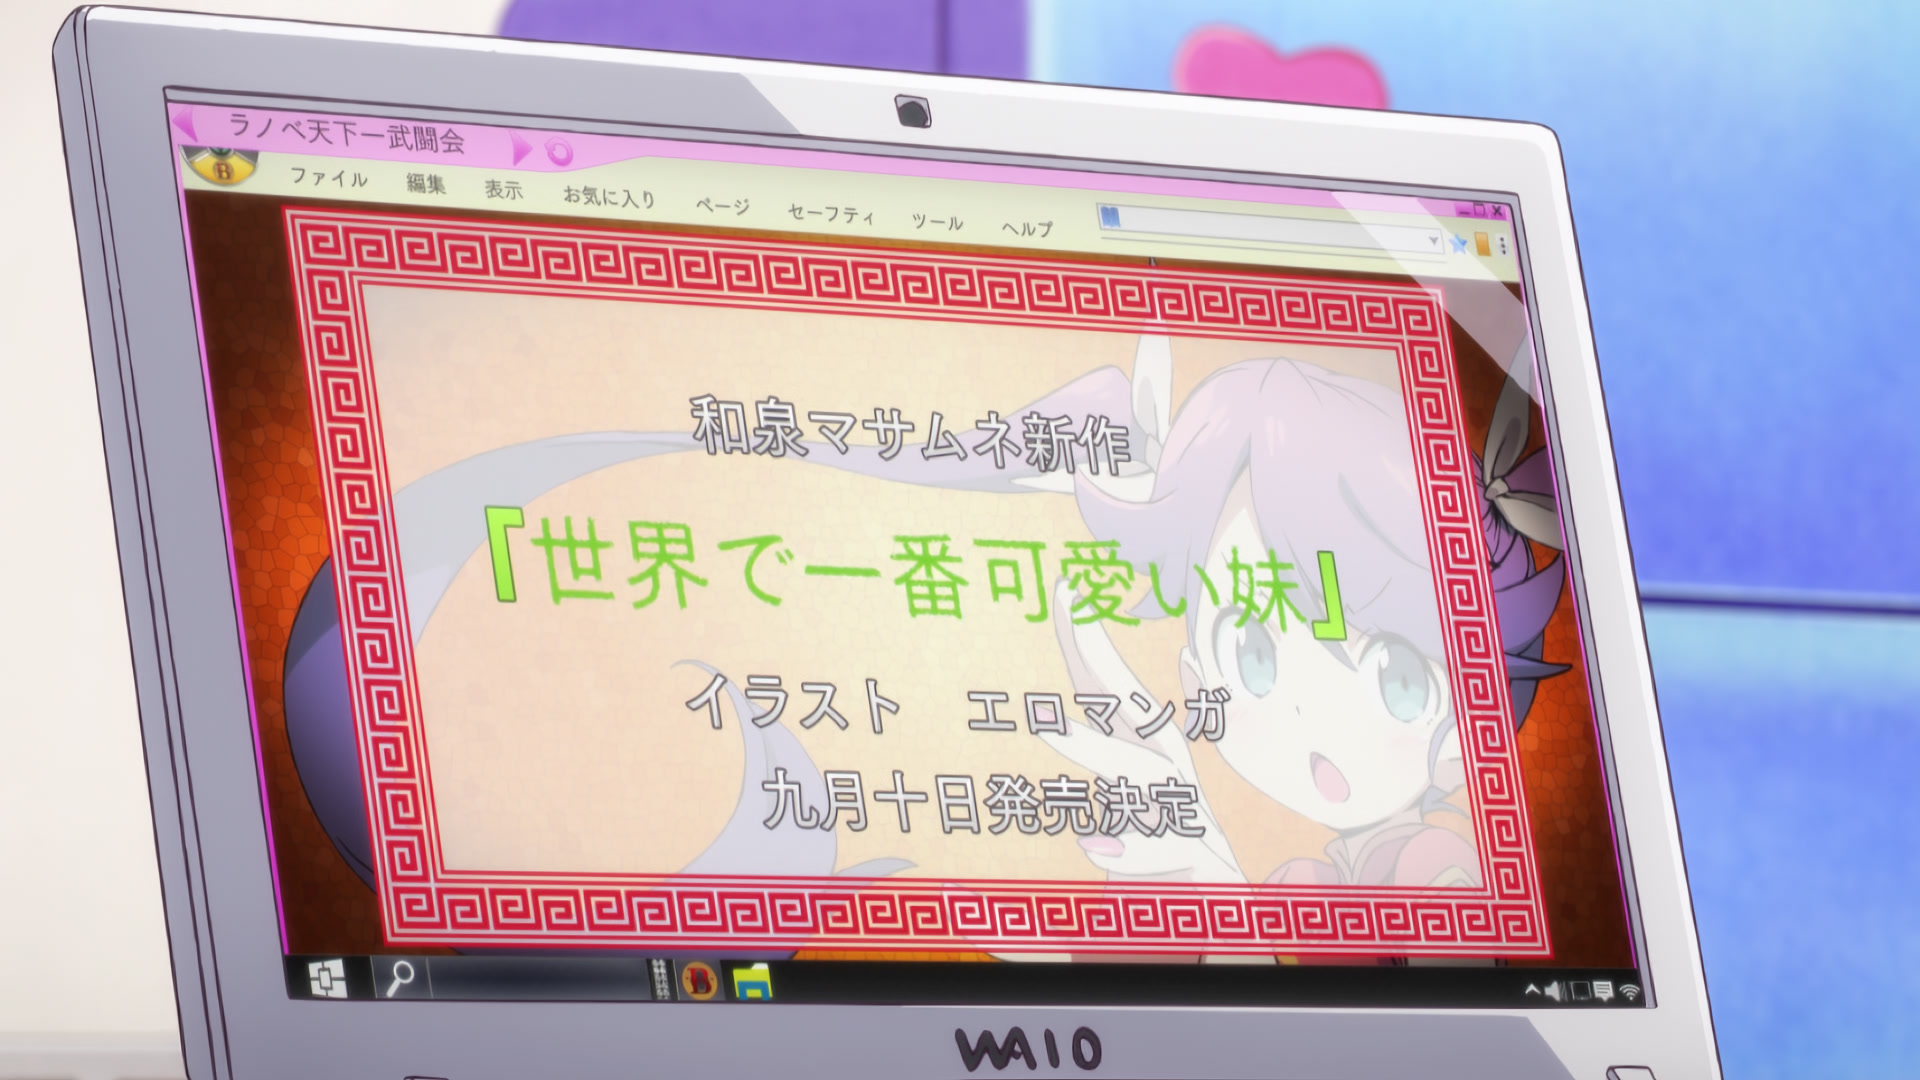 ラノベ天下一武闘会
B
ファイル 編集 表示 お気に入り ページ セーフティ ツール ヘルプ
和泉マサムネ新作
『世界で一番可愛い妹』
イラスト エロマンガ
九月十日発売決定
B
WAIO